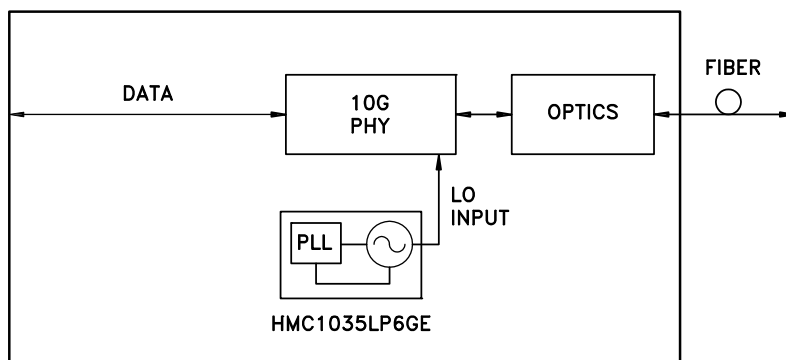 FIBER
DATA
10G
PHY
OPTICS
LO
INPUT
PLL
HMC1035LP6GE